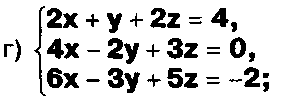 г) 2x + y + 2z = 4,
4x – 2y + 3z = 0,
6x – 3y + 5z = –2;